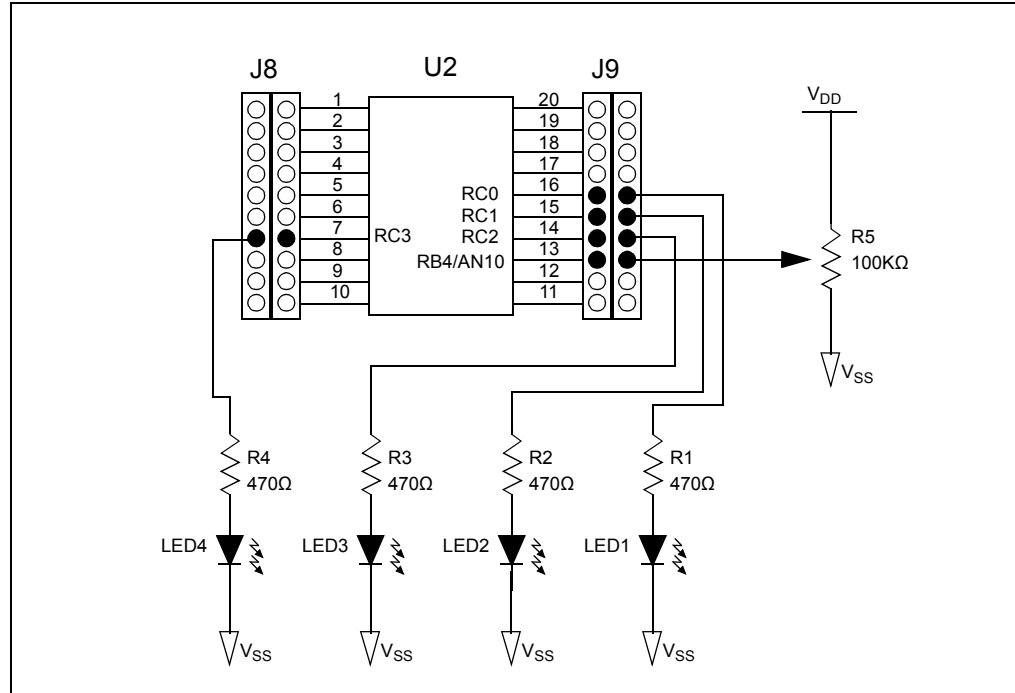 J8 U2 J9
1 20
2 19
3 18
4 17
5 RC0 16
6 RC1 15
7 RC3 RC2 14
8 RB4/AN10 13
9 12
10 11
VDD
R5
100KΩ
VSS
R4
470Ω
R3
470Ω
R2
470Ω
R1
470Ω
LED4 LED3 LED2 LED1
VSS VSS VSS VSS